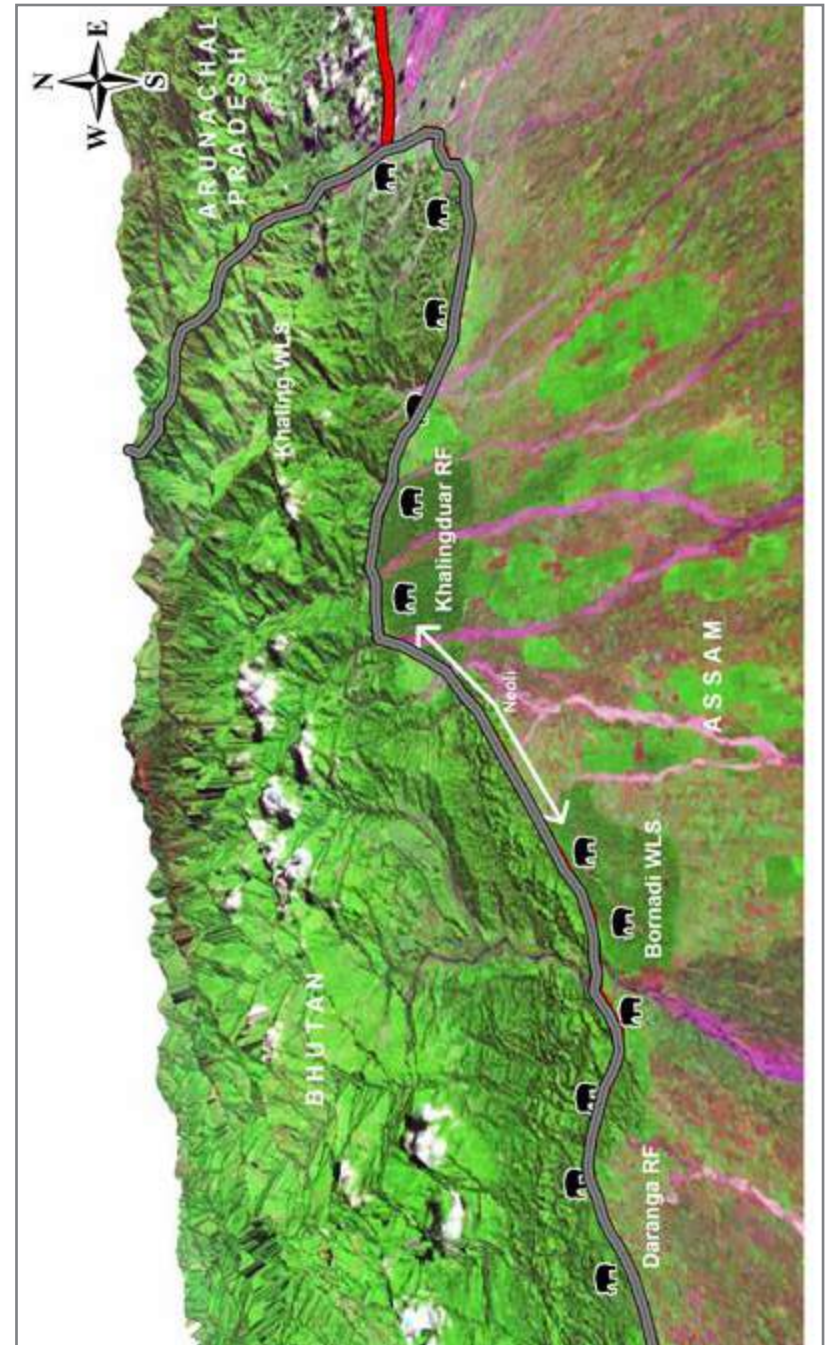 N
E
S
W
ARUNACHAL
PRADESH
Khaling WLS
Khalingduar RF
Neoli
ASSAM
BHUTAN
Bornadi WLS
Daranga RF